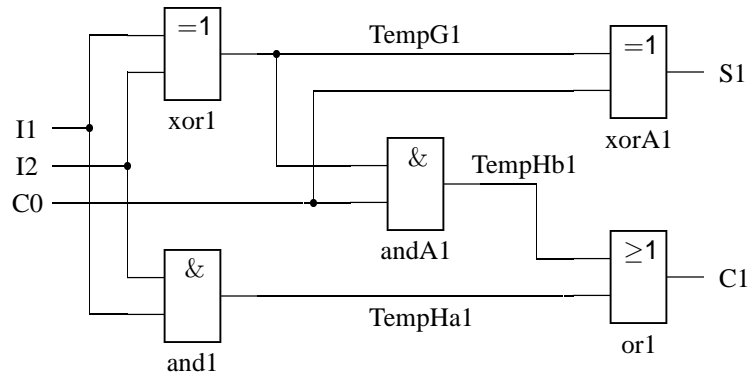 =1
TempG1
=1
S1
xor1
xorA1
I1
I2
C0
&
TempHb1
andA1
&
≥1
C1
TempHa1
and1
or1